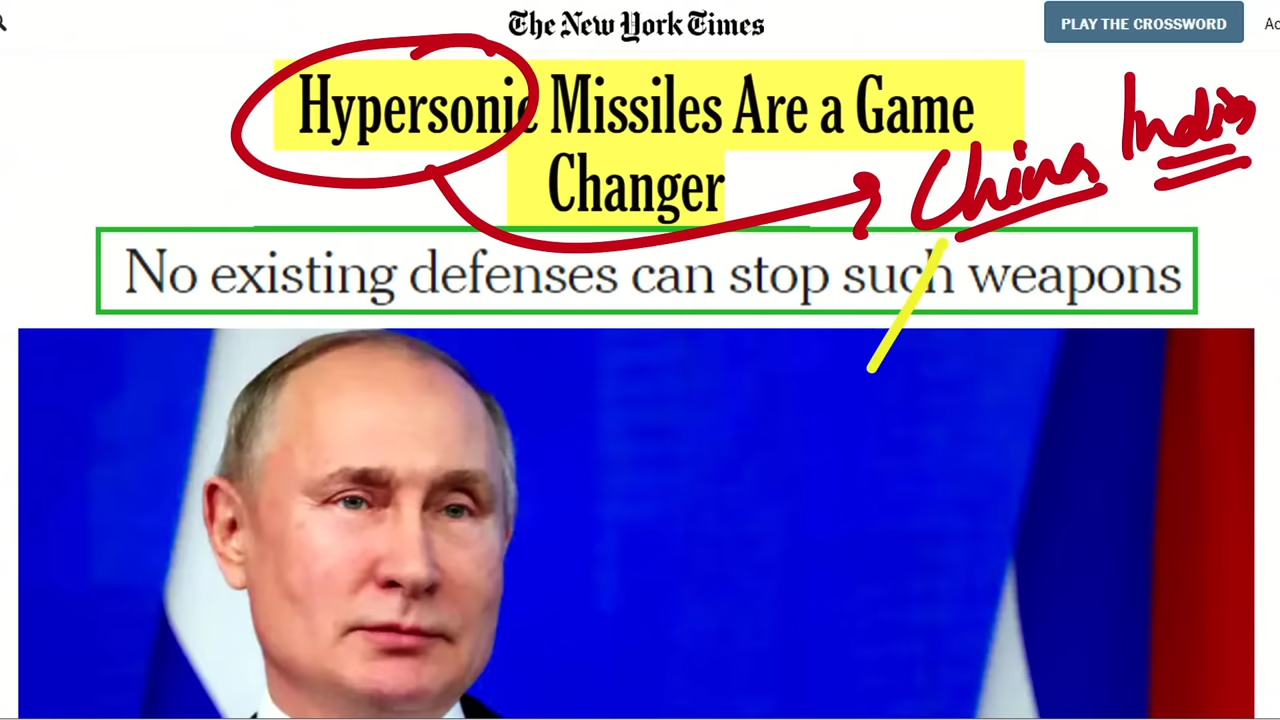 The New York Times
PLAY THE CROSSWORD
Ac
Hypersonic Missiles Are a Game
Changer
China
India
No existing defenses can stop such weapons